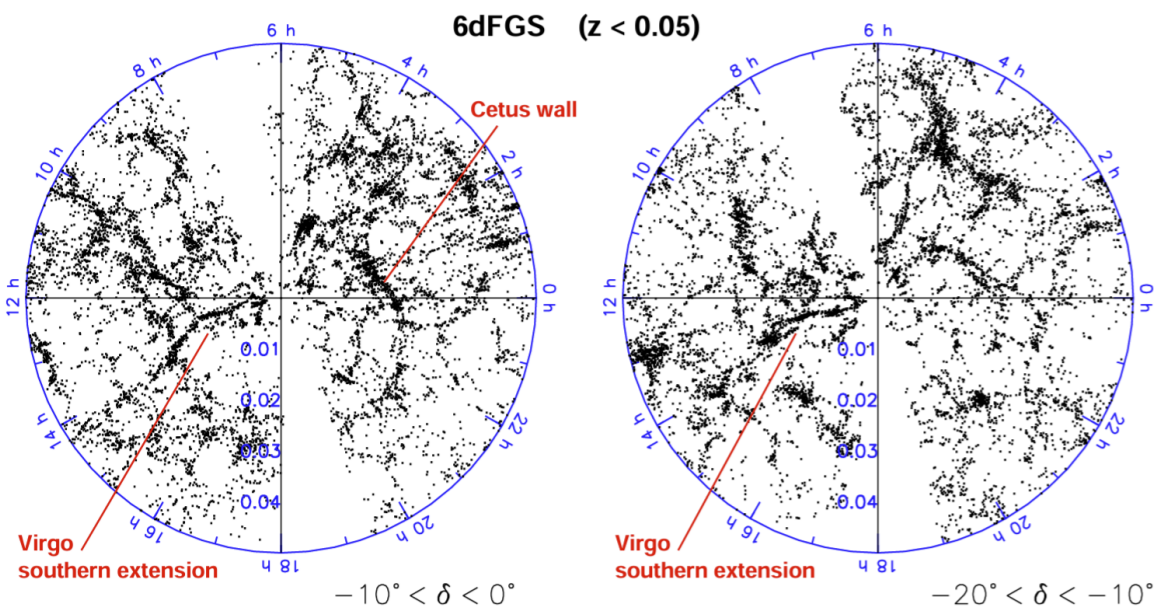 6dFGS (z < 0.05)
6 h
8 h
4 h
Cetus wall
10 h
2 h
12 h
0 h
0.01
0.02
0.03
0.04
14 h
22 h
16 h
20 h
18 h
Virgo
southern extension
−10° < δ < 0°
6 h
8 h
4 h
10 h
2 h
12 h
0 h
0.01
0.02
0.03
0.04
14 h
22 h
16 h
20 h
18 h
Virgo
southern extension
−20° < δ < −10°